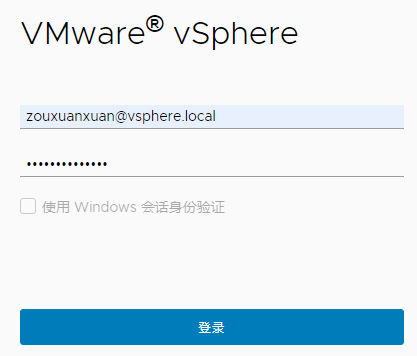 VMware® vSphere
zouxuanxuan@vsphere.local
••••••••••••••
使用 Windows 会话身份验证
登录